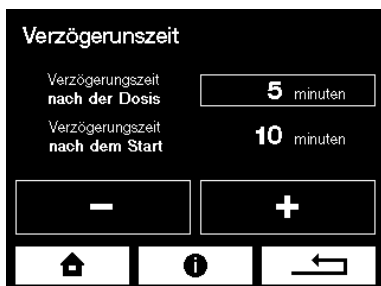 Verzögerunszeit
Verzögerungszeit
nach der Dosis
5 minuten
Verzögerungszeit
nach dem Start
10 minuten
- +